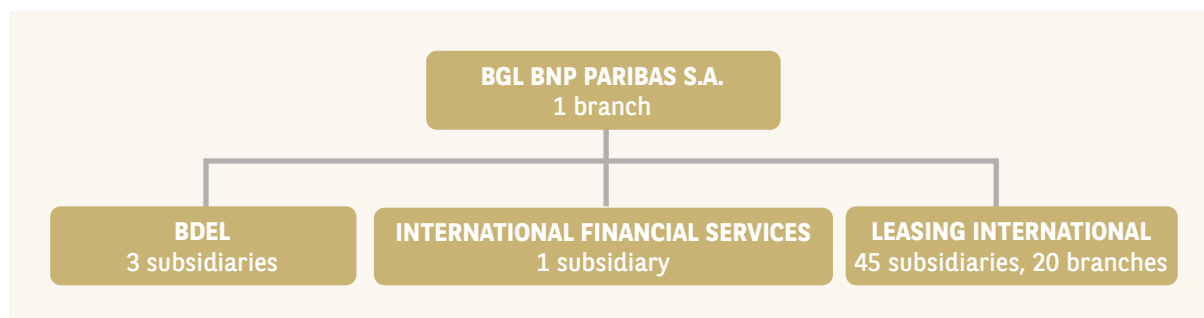 BGL BNP PARIBAS S.A.
1 branch
BDEL
3 subsidiaries
INTERNATIONAL FINANCIAL SERVICES
1 subsidiary
LEASING INTERNATIONAL
45 subsidiaries, 20 branches